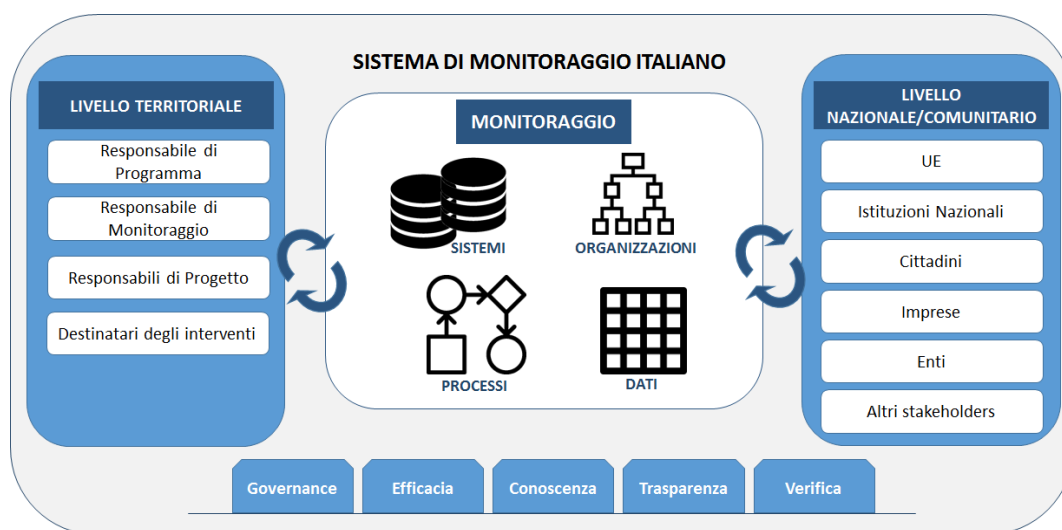 SISTEMA DI MONITORAGGIO ITALIANO
LIVELLO TERRITORIALE
Responsabile di
Programma
Responsabile di
Monitoraggio
Responsabili di Progetto
Destinatari degli interventi
MONITORAGGIO
SISTEMI
ORGANIZZAZIONI
PROCESSI
DATI
LIVELLO
NAZIONALE/COMUNITARIO
UE
Istituzioni Nazionali
Cittadini
Imprese
Enti
Altri stakeholders
Governance
Efficacia
Conoscenza
Trasparenza
Verifica